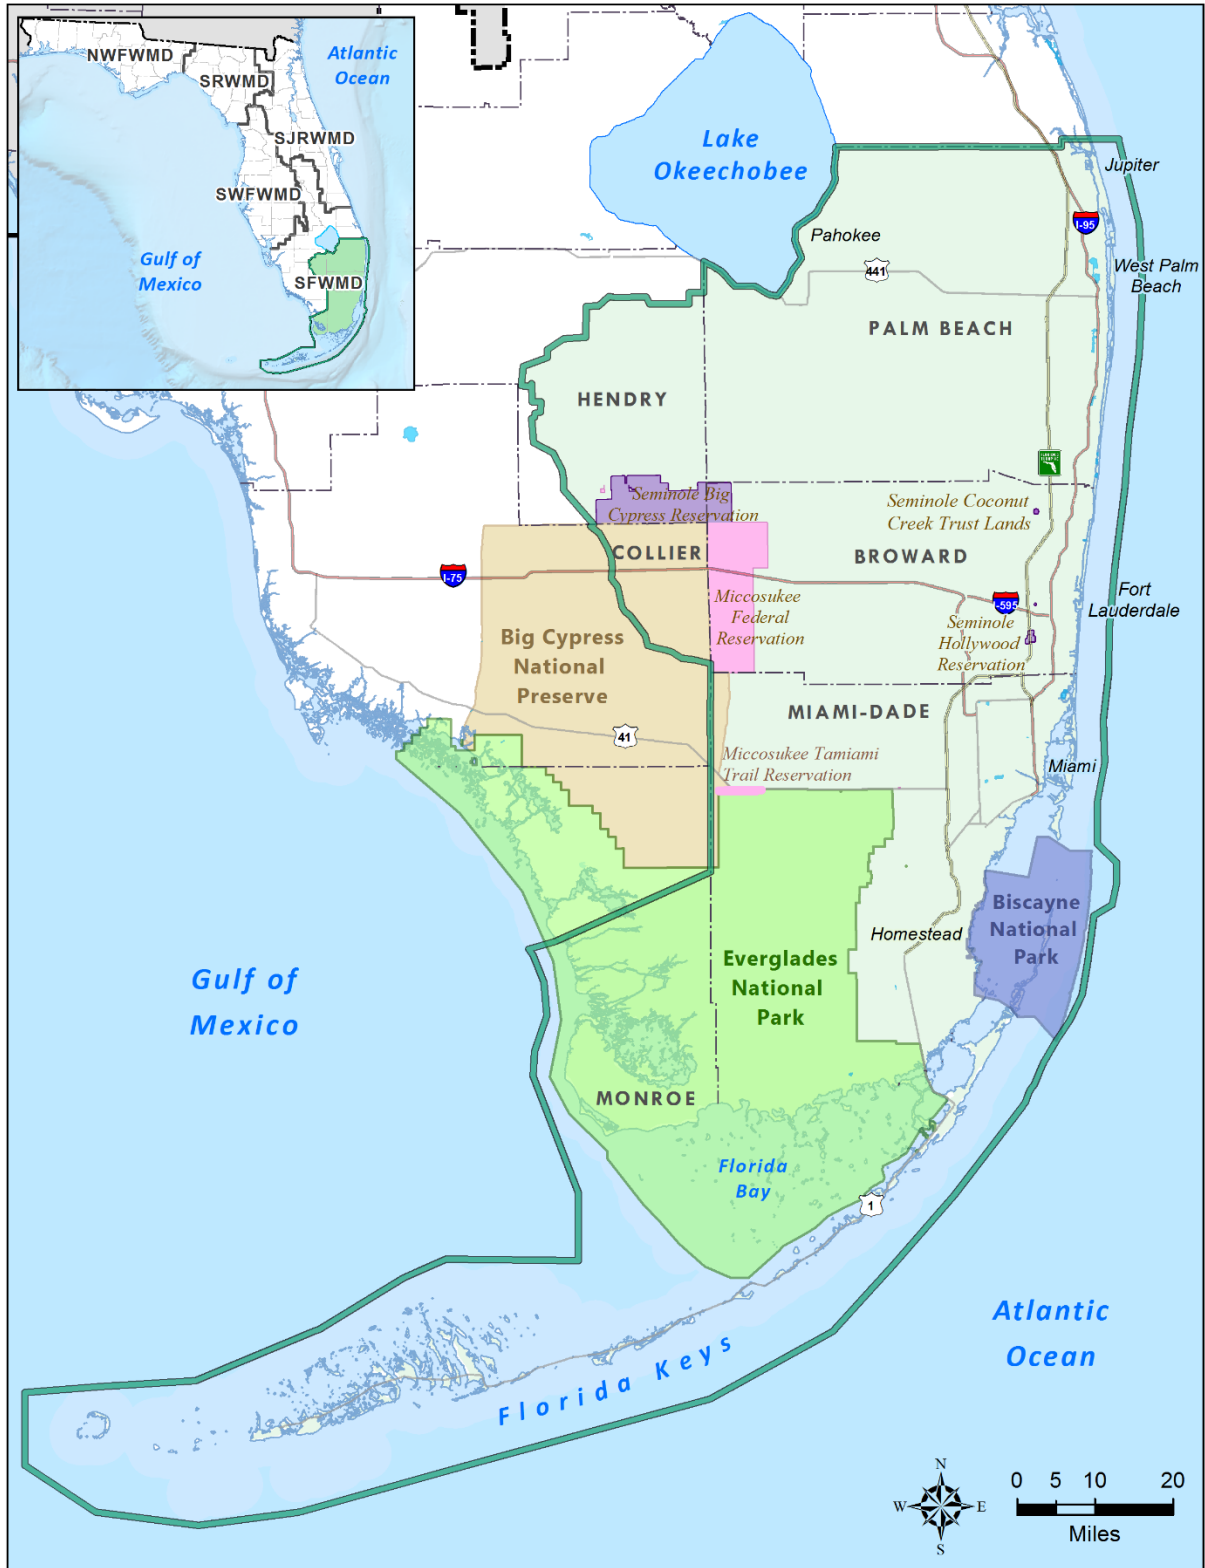 NWFWMD
SRWMD
SJRWMD
SWFWMD
SFWMD
Atlantic
Ocean
Gulf of
Mexico
Lake
Okeechobee
Jupiter
I-95
Pahokee
441
West Palm
Beach
PALM BEACH
HENDRY
Seminole Big
Cypress Reservation
Seminole Coconut
Creek Trust Lands
COLLIER
BROWARD
I-75
Miccosukee
Federal
Reservation
I-595
Fort
Lauderdale
Seminole
Hollywood
Reservation
Big Cypress
National
Preserve
MIAMI-DADE
41
Miccosukee Tamiami
Trail Reservation
Miami
Biscayne
National
Park
Homestead
Everglades
National
Park
Gulf of
Mexico
MONROE
Florida
Bay
1
Atlantic
Ocean
Florida Keys
N
W
E
S
0 5 10 20
Miles